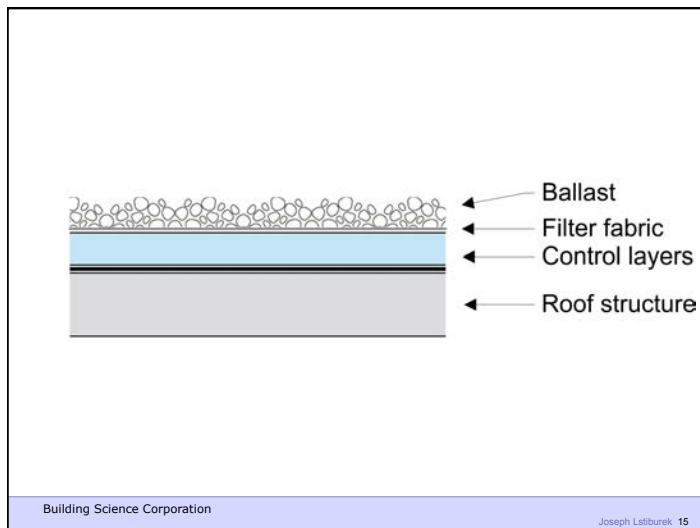 Ballast
Filter fabric
Control layers
Roof structure
Building Science Corporation
Joseph Lstiburek 15